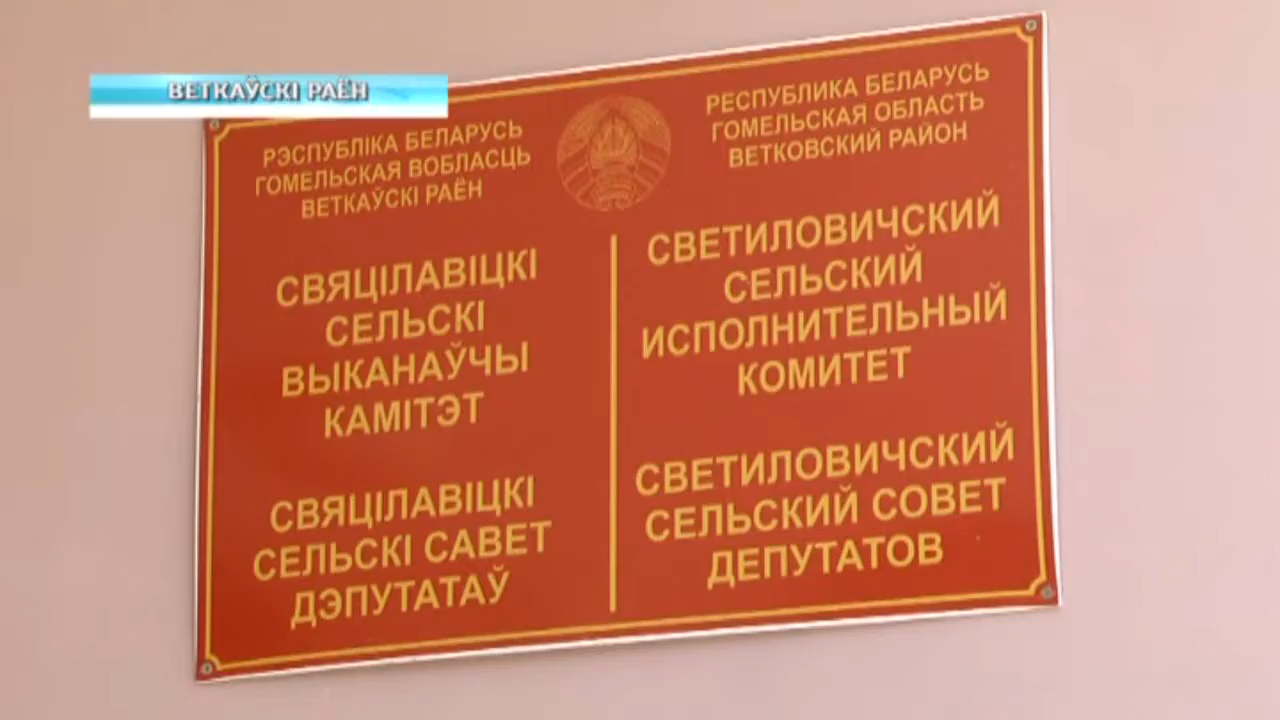 ВЕТКАЎСКІ РАЁН
РЭСПУБЛІКА БЕЛАРУСЬ
ГОМЕЛЬСКАЯ ВОБЛАСЦЬ
ВЕТКАЎСКІ РАЁН
СВЯЦІЛАВІЦКІ
СЕЛЬСКІ
ВЫКАНАЎЧЫ
КАМІТЭТ
СВЯЦІЛАВІЦКІ
СЕЛЬСКІ САВЕТ
ДЭПУТАТАЎ
РЕСПУБЛИКА БЕЛАРУСЬ
ГОМЕЛЬСКАЯ ОБЛАСТЬ
ВЕТКОВСКИЙ РАЙОН
СВЕТИЛОВИЧСКИЙ
СЕЛЬСКИЙ
ИСПОЛНИТЕЛЬНЫЙ
КОМИТЕТ
СВЕТИЛОВИЧСКИЙ
СЕЛЬСКИЙ СОВЕТ
ДЕПУТАТОВ